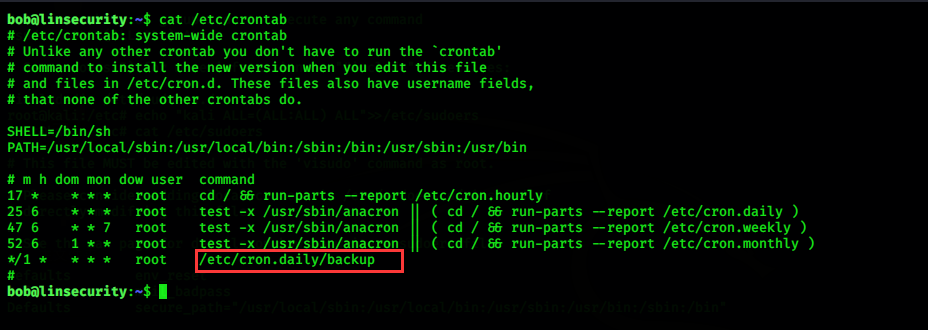 bob@linsecurity:~$ cat /etc/crontab
# /etc/crontab: system-wide crontab
# Unlike any other crontab you don't have to run the `crontab'
# command to install the new version when you edit this file
# and files in /etc/cron.d. These files also have username fields,
# that none of the other crontabs do.
SHELL=/bin/sh
PATH=/usr/local/sbin:/usr/local/bin:/sbin:/bin:/usr/sbin:/usr/bin
# m h dom mon dow user  command
17 *    * * *   root    cd / && run-parts --report /etc/cron.hourly
25 6    * * *   root    test -x /usr/sbin/anacron || ( cd / && run-parts --report /etc/cron.daily )
47 6    * * 7   root    test -x /usr/sbin/anacron || ( cd / && run-parts --report /etc/cron.weekly )
52 6    1 * *   root    test -x /usr/sbin/anacron || ( cd / && run-parts --report /etc/cron.monthly )
*/1 *   * * *   root    /etc/cron.daily/backup
#
bob@linsecurity:~$